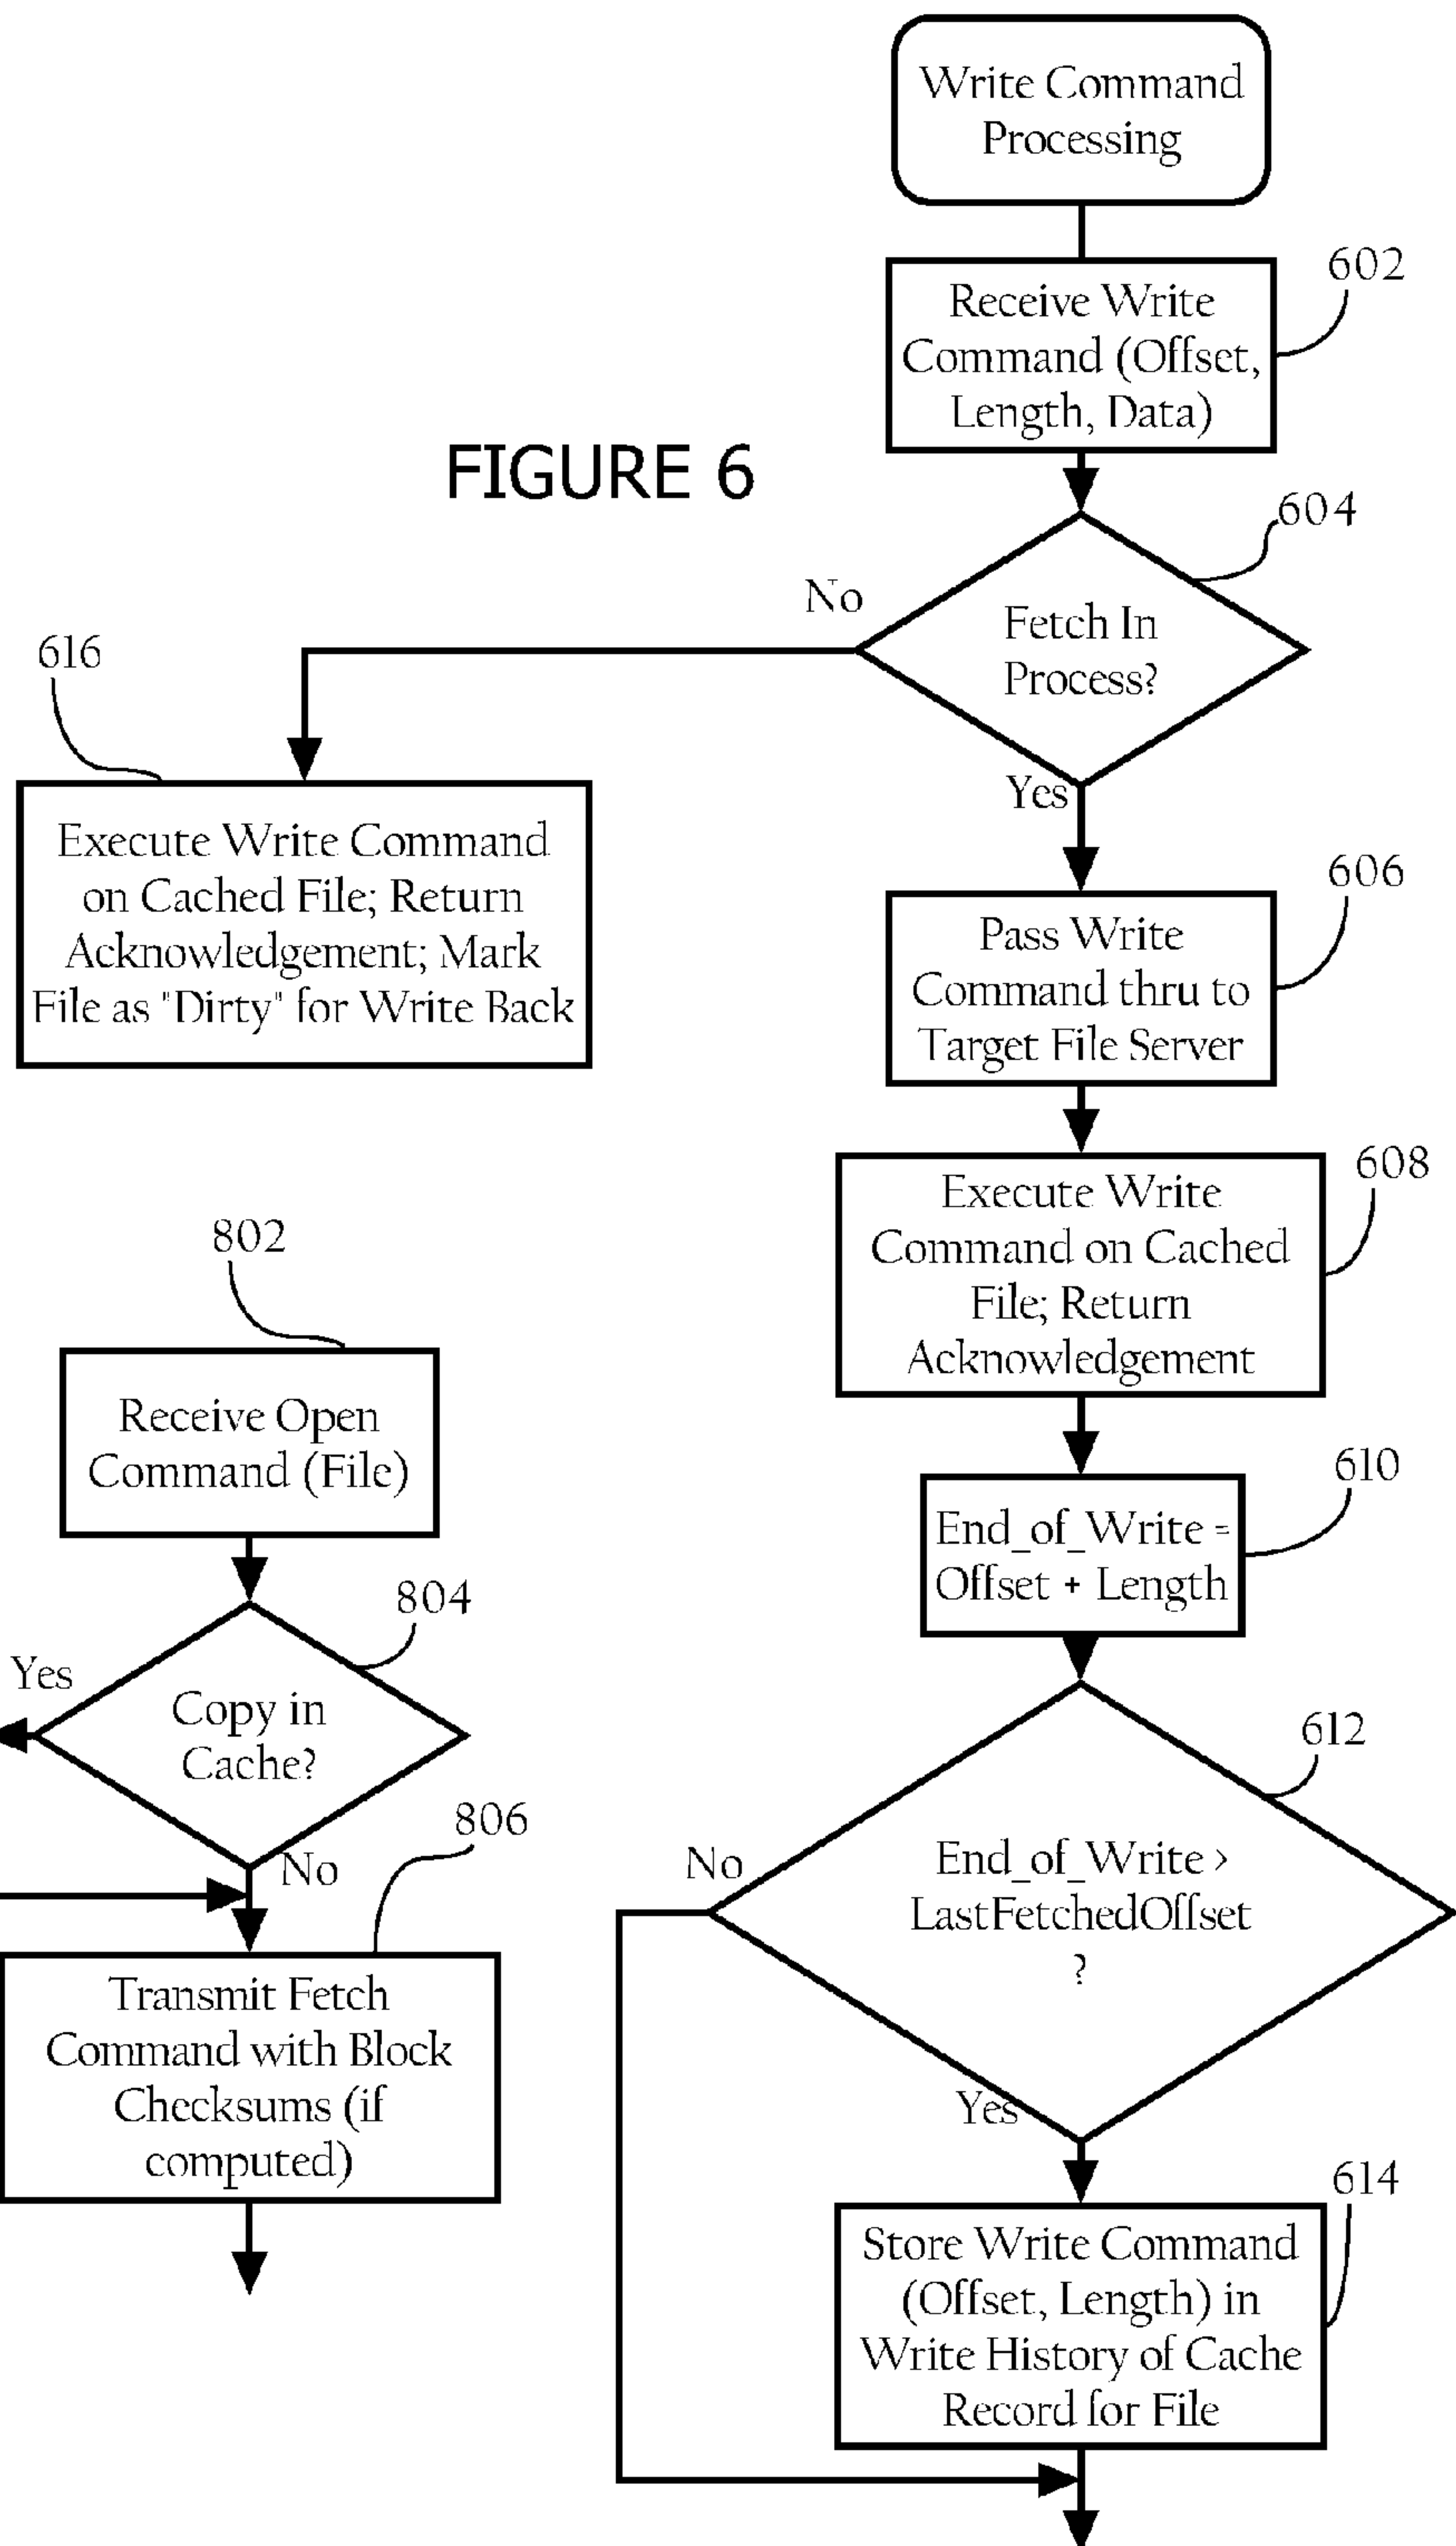 Write Command
Processing
602
Receive Write
Command (Offset,
Length, Data)
FIGURE 6
604
No
Fetch In
Process?
616
Yes
Execute Write Command
on Cached File; Return
Acknowledgement; Mark
File as "Dirty" for Write Back
606
Pass Write
Command thru to
Target File Server
608
Execute Write
Command on Cached
File; Return
Acknowledgement
802
Receive Open
Command (File)
610
End_of_Write =
Offset + Length
804
Yes
Copy in
Cache?
No
612
No
End_of_Write >
LastFetchedOffset
?
Yes
806
Transmit Fetch
Command with Block
Checksums (if
computed)
614
Store Write Command
(Offset, Length) in
Write History of Cache
Record for File